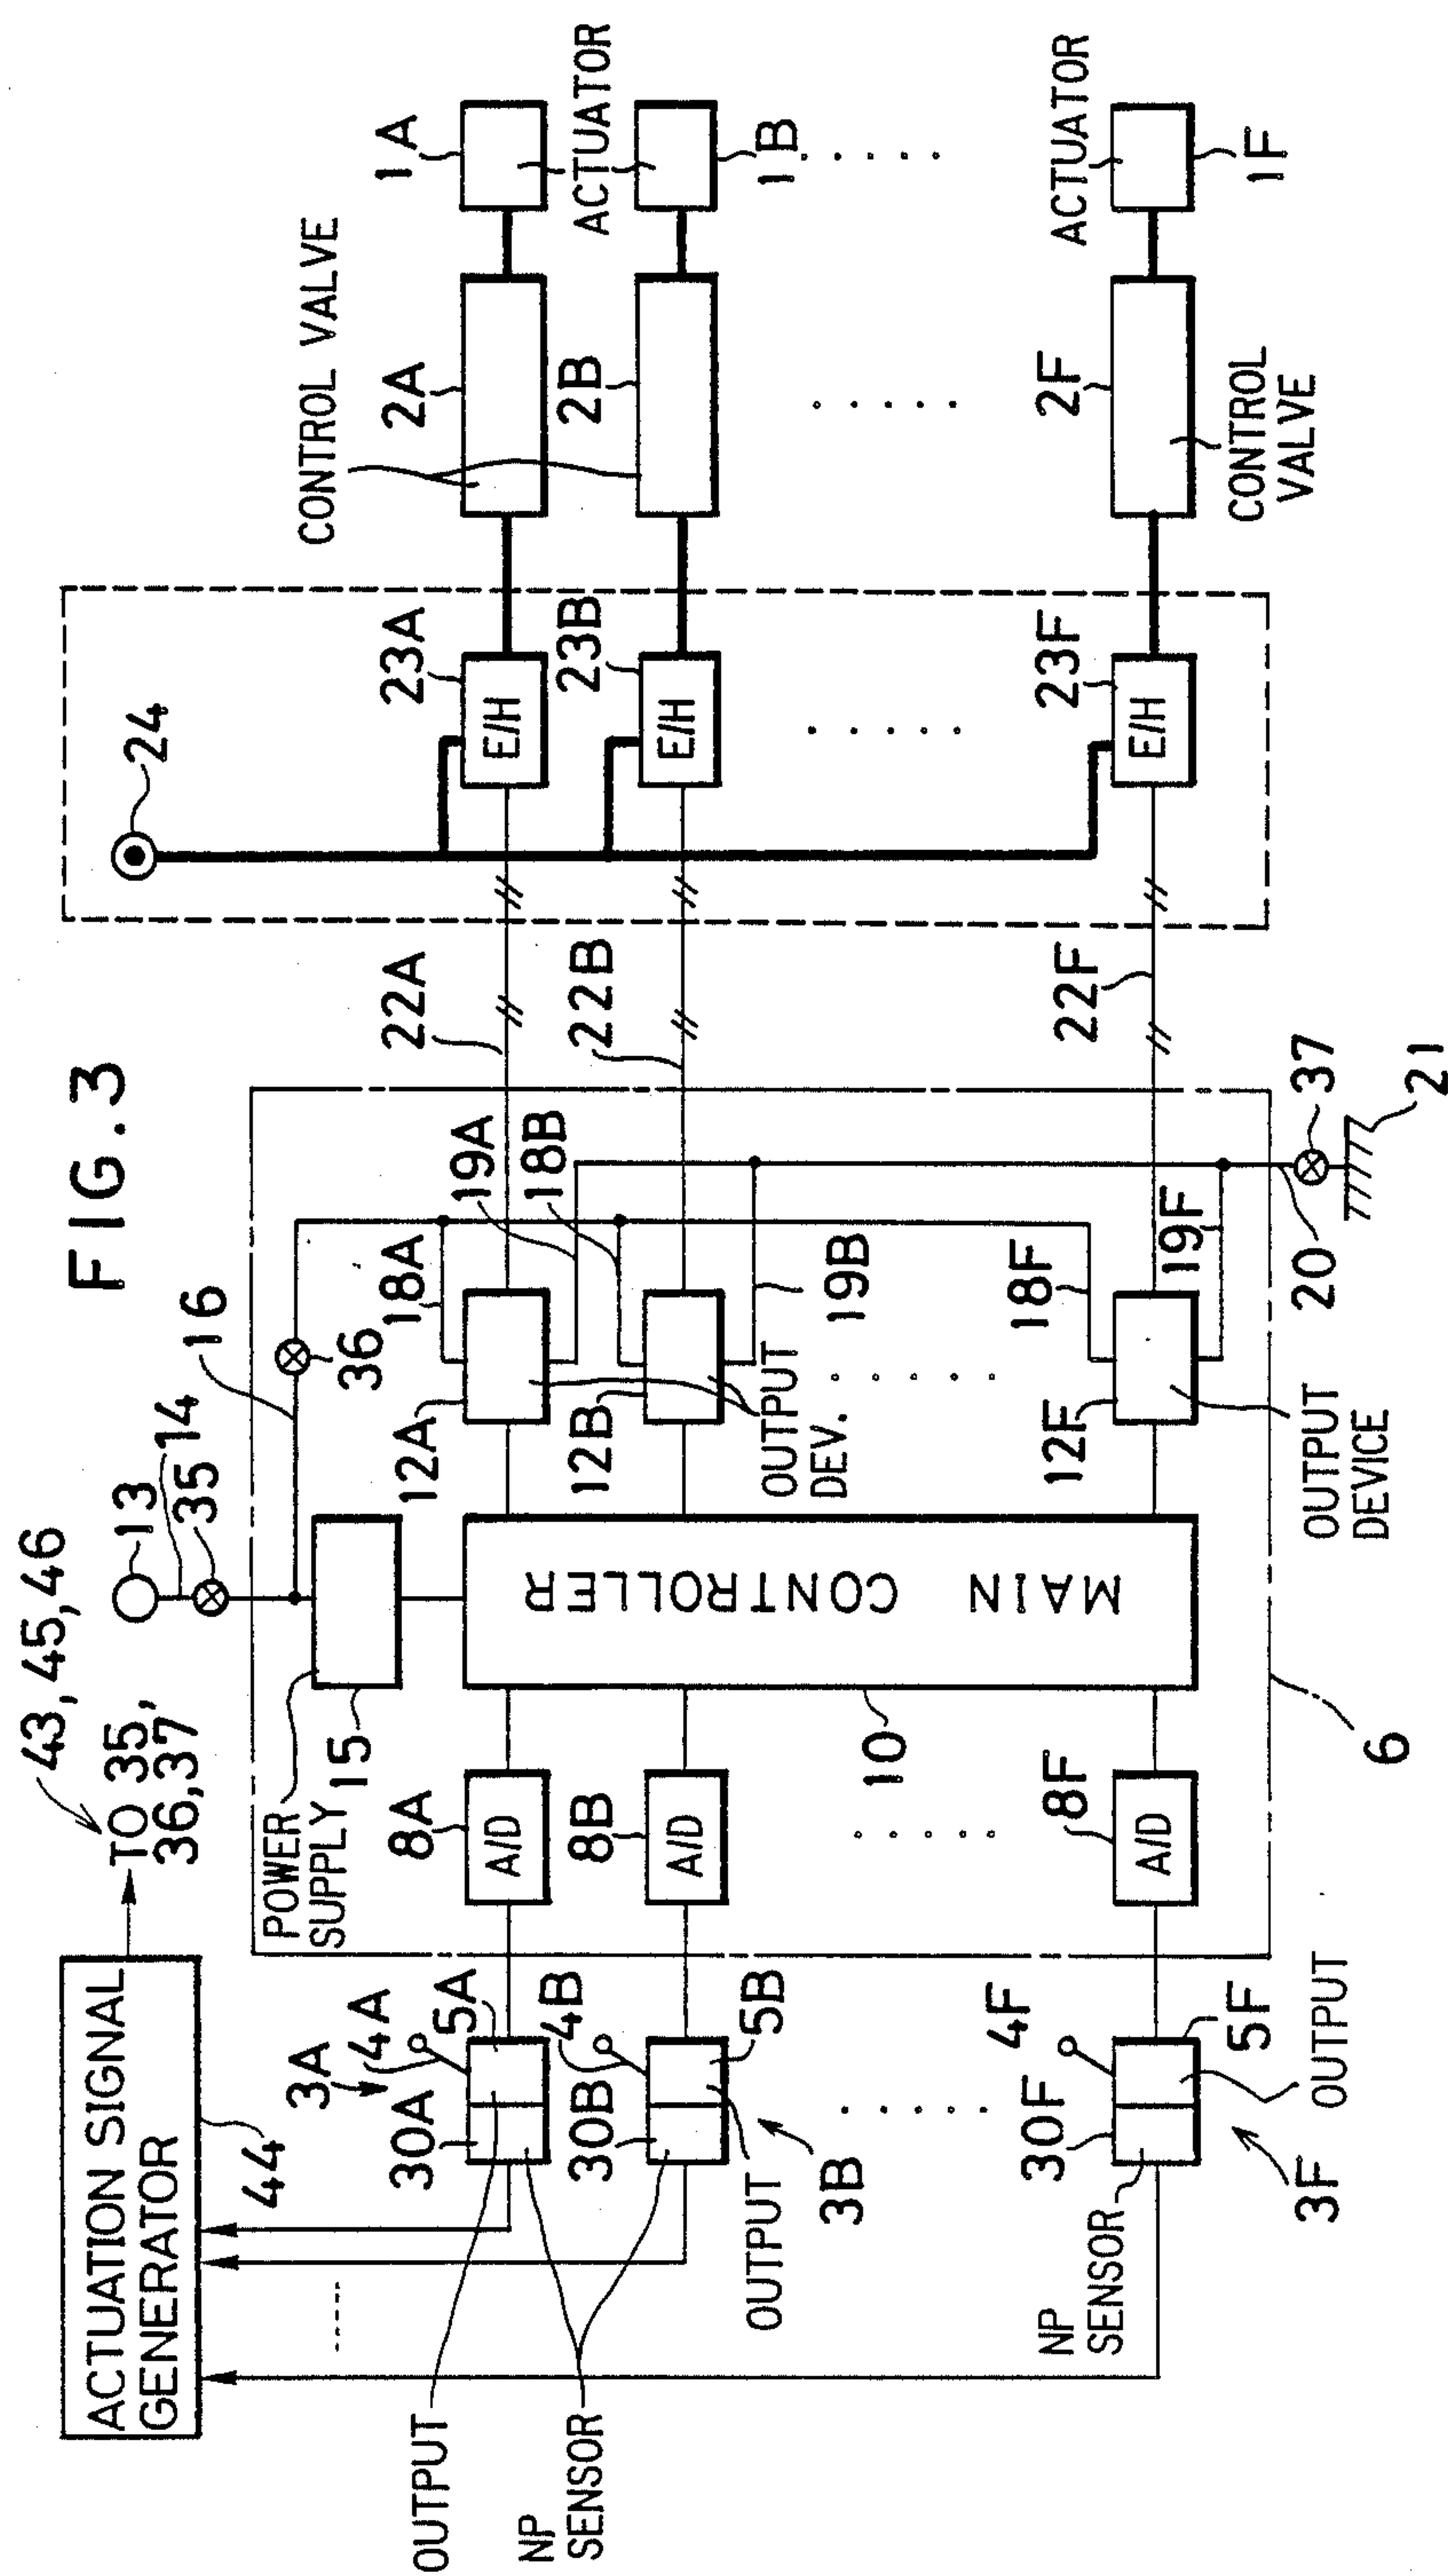 FIG.3
43, 45, 46
TO 35,
36, 37
ACTUATION SIGNAL
GENERATOR
44
13
14
35
16
36
POWER
SUPPLY
15
24
CONTROL VALVE
3A
4A
5A
30A
8A
A/D
12A
18A
19A
22A
23A
E/H
2A
1A
ACTUATOR
OUTPUT
NP
SENSOR
4B
5B
30B
3B
OUTPUT
8B
A/D
MAIN CONTROLLER
10
12B
18B
19B
OUTPUT
DEV.
22B
23B
E/H
2B
1B
4F
5F
30F
3F
OUTPUT
NP
SENSOR
8F
A/D
6
12F
18F
19F
OUTPUT
DEVICE
20
37
21
22F
23F
E/H
2F
CONTROL
VALVE
ACTUATOR
1F